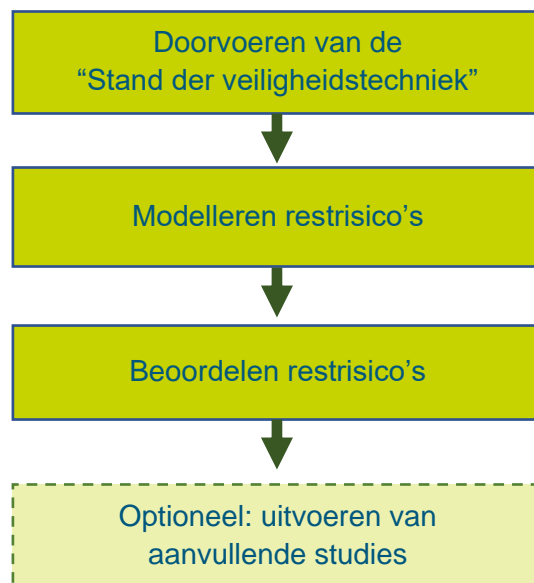 Doorvoeren van de
“Stand der veiligheidstechniek”
Modelleren restrisico’s
Beoordelen restrisico’s
Optioneel: uitvoeren van
aanvullende studies